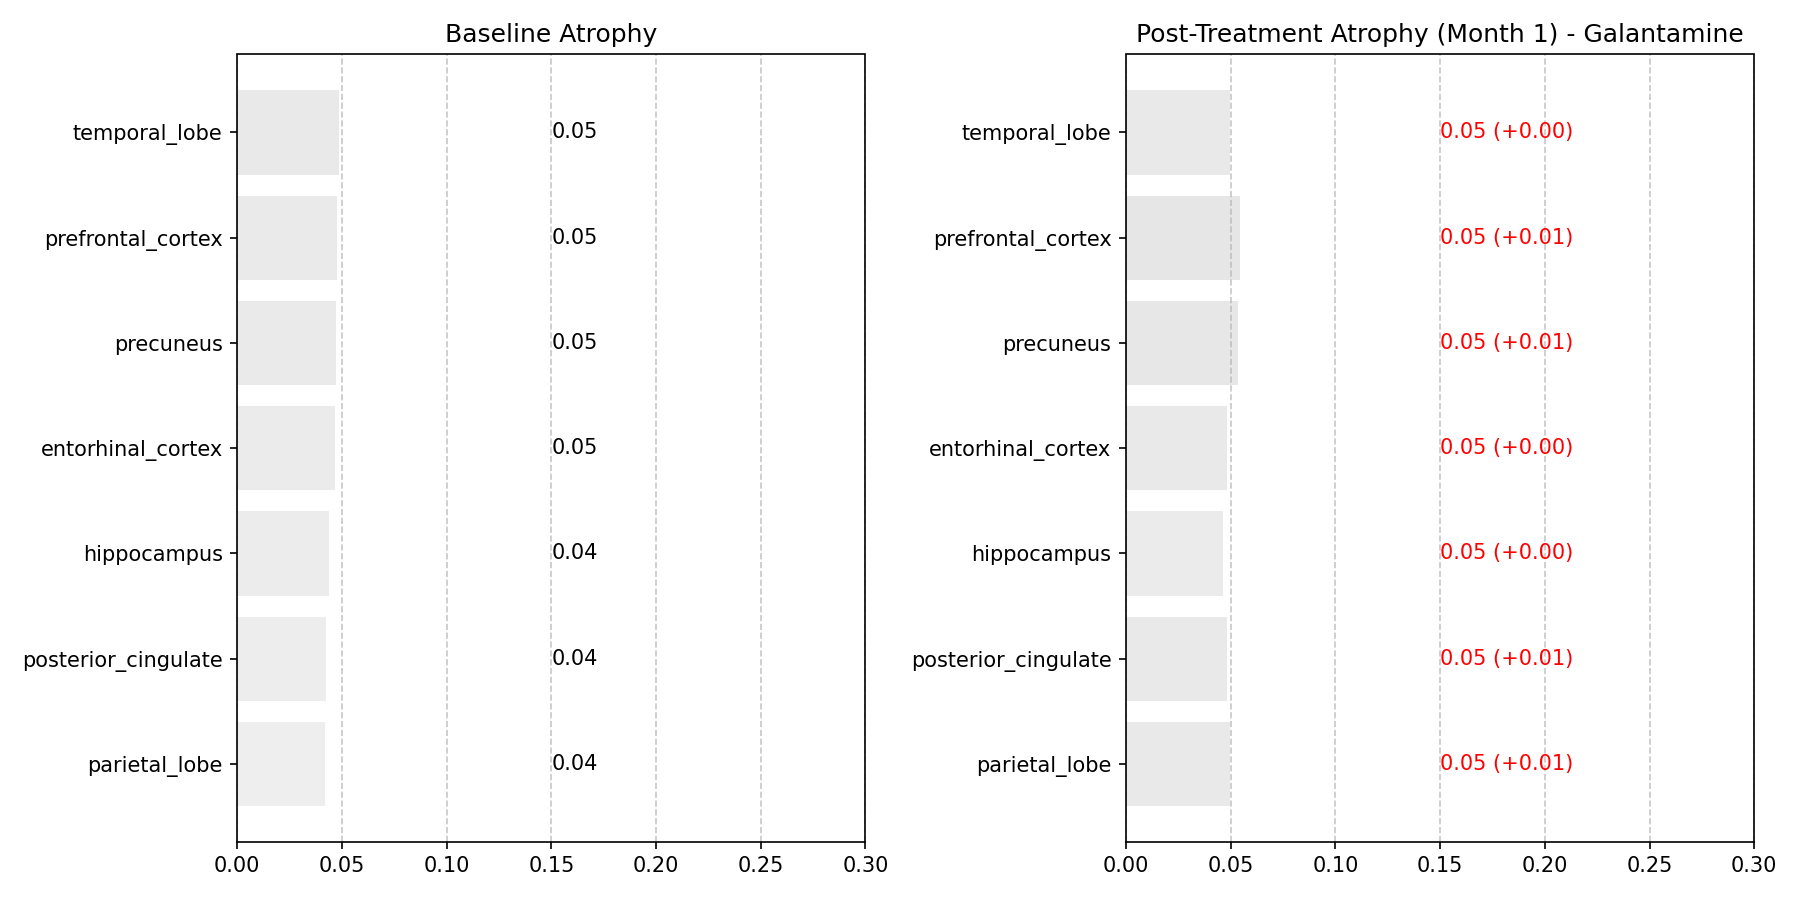 Baseline Atrophy
temporal_lobe
0.05
prefrontal_cortex
0.05
precuneus
0.05
entorhinal_cortex
0.05
hippocampus
0.04
posterior_cingulate
0.04
parietal_lobe
0.04
0.00 0.05 0.10 0.15 0.20 0.25 0.30
Post-Treatment Atrophy (Month 1) - Galantamine
temporal_lobe
0.05 (+0.00)
prefrontal_cortex
0.05 (+0.01)
precuneus
0.05 (+0.01)
entorhinal_cortex
0.05 (+0.00)
hippocampus
0.05 (+0.00)
posterior_cingulate
0.05 (+0.01)
parietal_lobe
0.05 (+0.01)
0.00 0.05 0.10 0.15 0.20 0.25 0.30